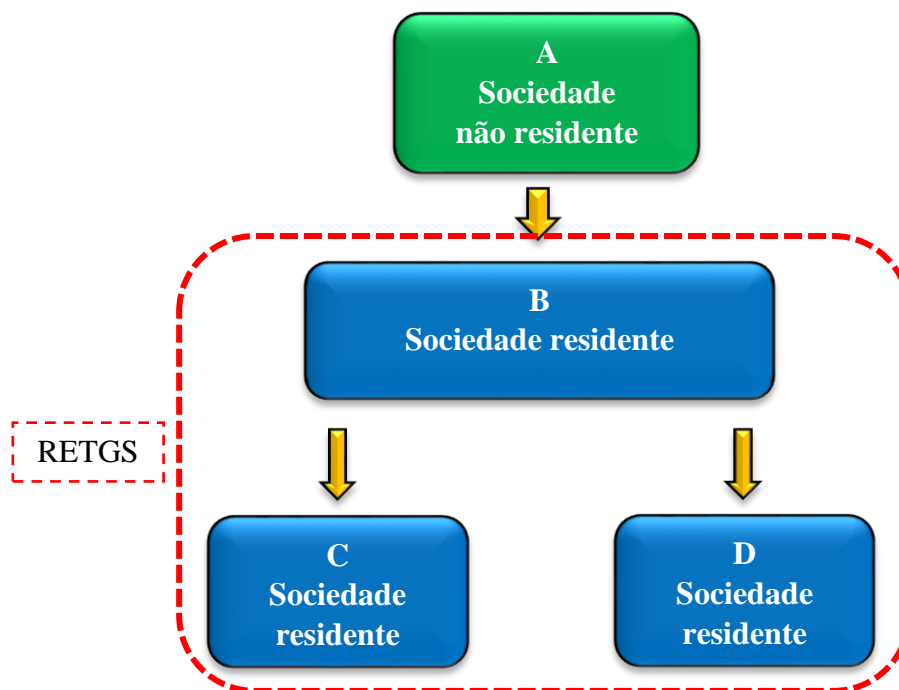 A
Sociedade
não residente
B
Sociedade residente
RETGS
C
Sociedade
residente
D
Sociedade
residente